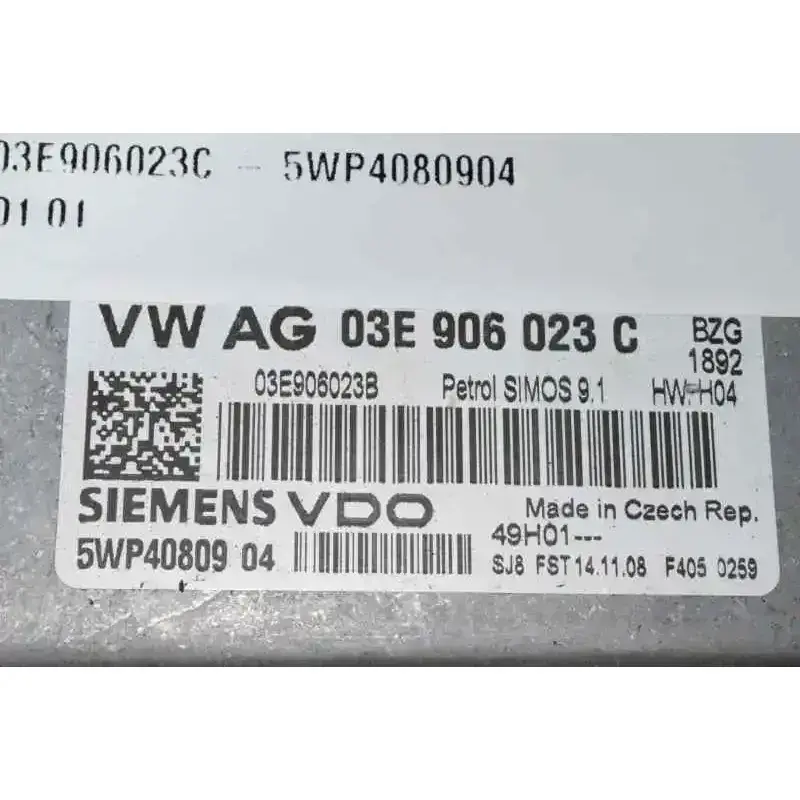 03E906023C - 5WP4080904
01 01
VW AG 03E 906 023 C BZG
1892
03E906023B Petrol SIMOS 9.1 HW-H04
SIEMENS VDO Made in Czech Rep.
49H01---
5WP40809 04 SJ8 FST 14.11.08 F405 0259